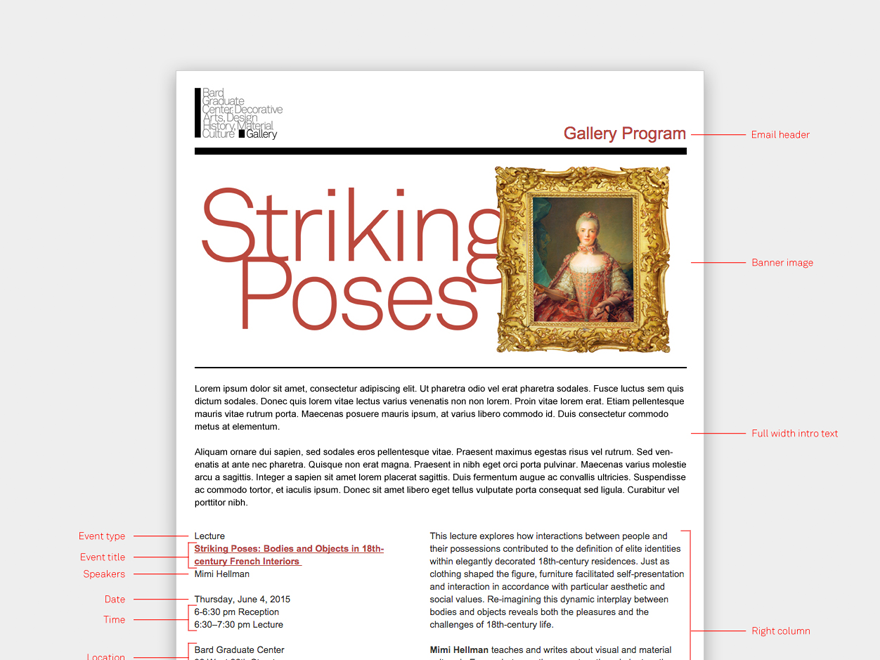 Bard
Graduate
Center: Decorative
Arts, Design
History, Material
Culture Gallery
Gallery Program
Email header
Striking
Poses
Banner image
Lorem ipsum dolor sit amet, consectetur adipiscing elit. Ut pharetra odio vel erat pharetra sodales. Fusce luctus sem quis
dictum sodales. Donec quis lorem vitae lectus varius venenatis non non lorem. Proin vitae lorem erat. Etiam pellentesque
mauris vitae rutrum porta. Maecenas posuere mauris ipsum, at varius libero commodo id. Duis consectetur commodo
metus at elementum.
Full width intro text
Aliquam ornare dui sapien, sed sodales eros pellentesque vitae. Praesent maximus egestas risus vel rutrum. Sed ven-
enatis at ante nec pharetra. Quisque non erat magna. Praesent in nibh eget orci porta pulvinar. Maecenas varius molestie
arcu a sagittis. Integer a sapien sit amet lorem placerat sagittis. Duis fermentum augue ac convallis ultricies. Suspendisse
ac commodo tortor, et iaculis ipsum. Donec sit amet libero eget tellus vulputate porta consequat sed ligula. Curabitur vel
porttitor nibh.
Event type
Event title
Speakers
Date
Time
Location
Lecture
Striking Poses: Bodies and Objects in 18th-
century French Interiors
Mimi Hellman
Thursday, June 4, 2015
6-6:30 pm Reception
6:30–7:30 pm Lecture
Bard Graduate Center
This lecture explores how interactions between people and
their possessions contributed to the definition of elite identities
within elegantly decorated 18th-century residences. Just as
clothing shaped the figure, furniture facilitated self-presentation
and interaction in accordance with particular aesthetic and
social values. Re-imagining this dynamic interplay between
bodies and objects reveals both the pleasures and the
challenges of 18th-century life.
Mimi Hellman teaches and writes about visual and material
Right column